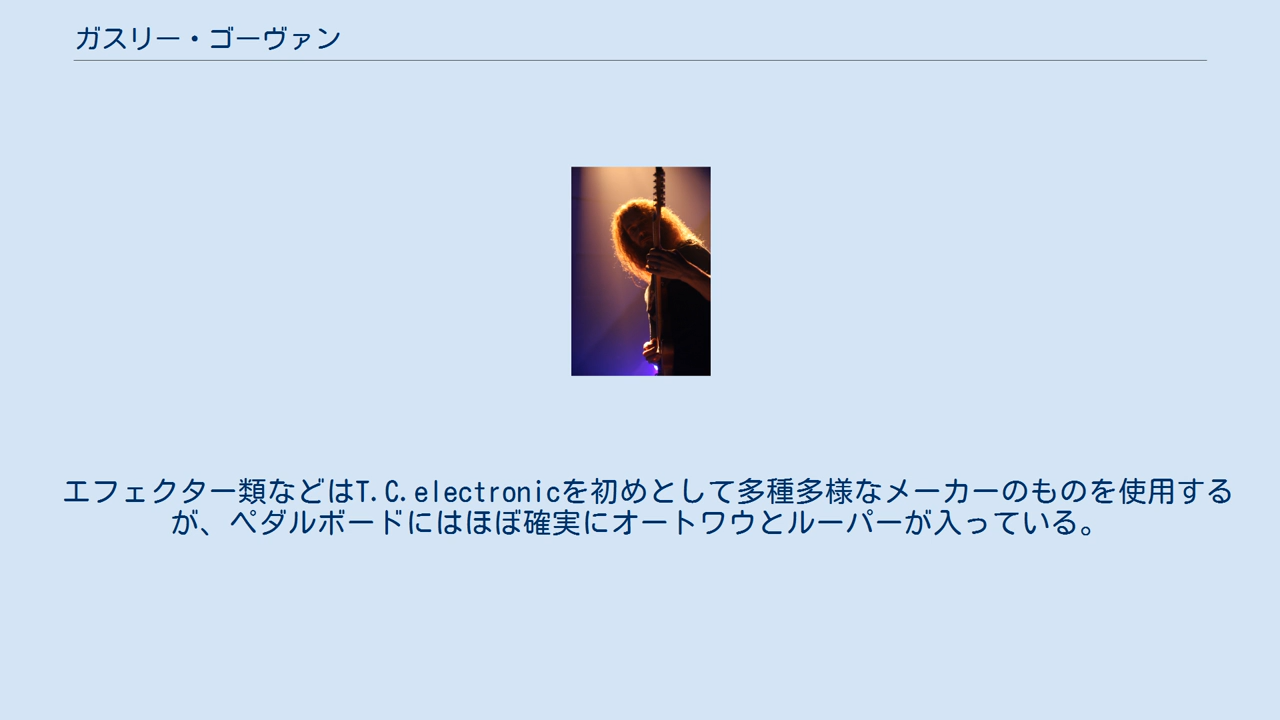 ガスリー・ゴーヴァン
エフェクター類などはT.C.electronicを初めとして多種多様なメーカーのものを使用する
が、ペダルボードにはほぼ確実にオートワウとルーパーが入っている。